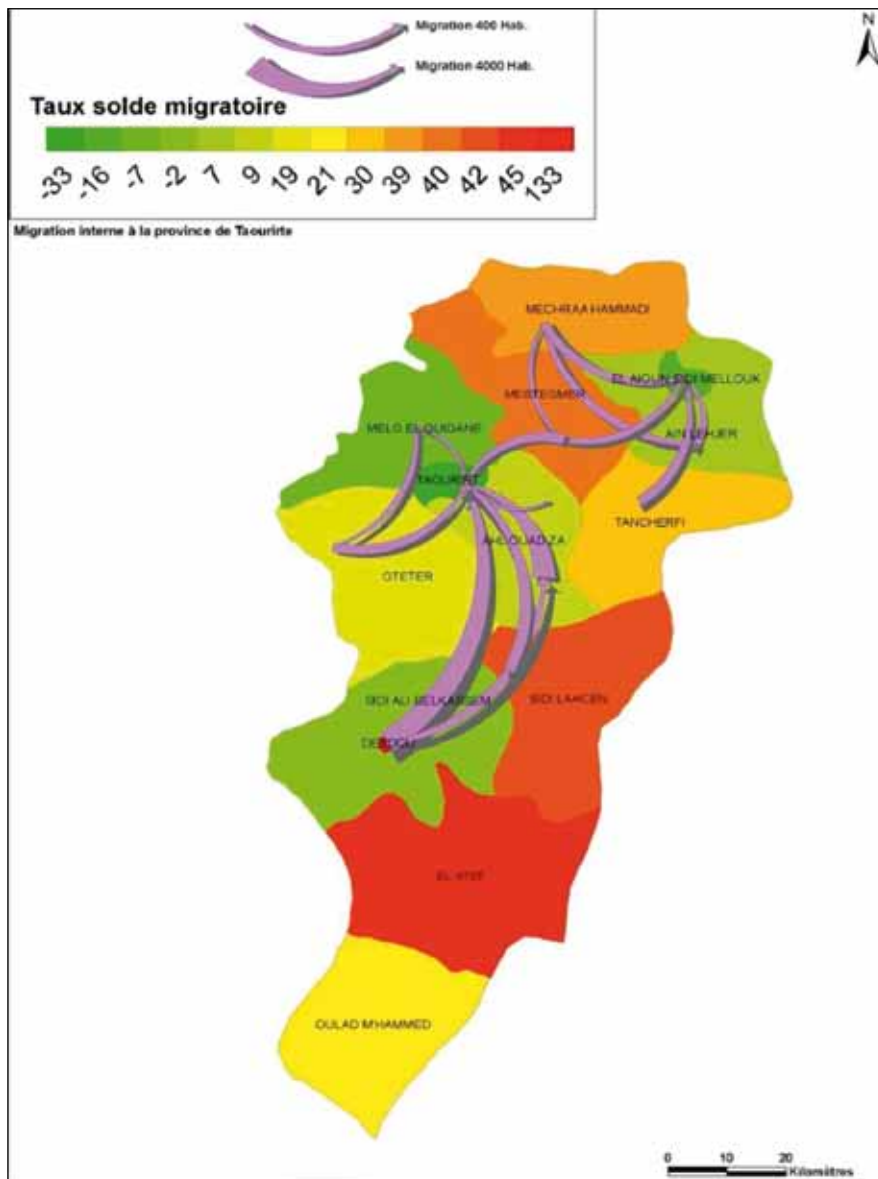 Migration 400 Hab.
N
Migration 4000 Hab.
Taux solde migratoire
-33 -16 -7 -2 7 9 19 21 30 39 40 42 45 133
Migration interne à la province de Taourirte
MECHRAA HAMMADI
EL AIOUN SIDI MELLOUK
MESTEGMER
MELG EL OUIDANE
AIN LEHJER
TAOURIRT
TANCHERFI
AHL OUAD ZA
GTETER
SIDI ALI BELKASSEM
SIDI LAHCEN
DEBDOU
EL ATEF
OULAD M'HAMMED
0 10 20
Kilomètres